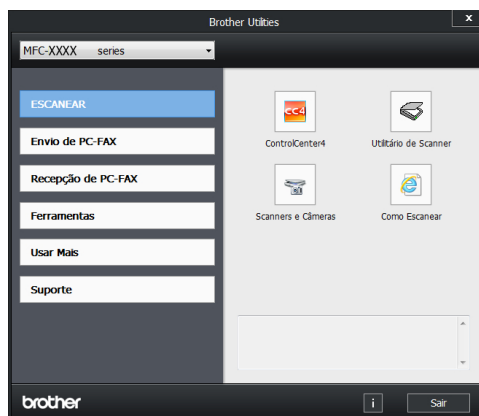 Brother Utilities
x
MFC-XXXX series
ESCANEAR
Envio de PC-FAX
Recepção de PC-FAX
Ferramentas
Usar Mais
Suporte
CC4
ControlCenter4
Utilitário de Scanner
Scanners e Câmeras
Como Escanear
brother
i
Sair